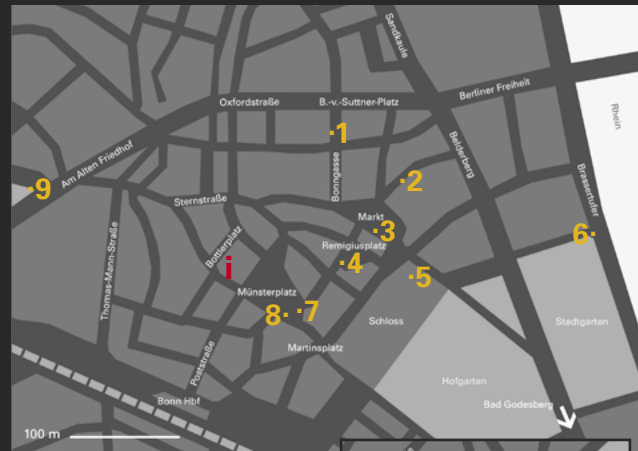 Sandkaule
Rhein
Berliner Freiheit
Oxfordstraße
B.-v.-Suttner-Platz
·1
Belderberg
Am Alten Friedhof
·9
Bonngasse
·2
Brassertufer
Sternstraße
Markt
·3
6·
Thomas-Mann-Straße
Bottlerplatz
Remigiusplatz
·4
i
·5
Münsterplatz
8·
·7
Schloss
Stadtgarten
Martinsplatz
Poststraße
Hofgarten
Bonn Hbf
Bad Godesberg
100 m